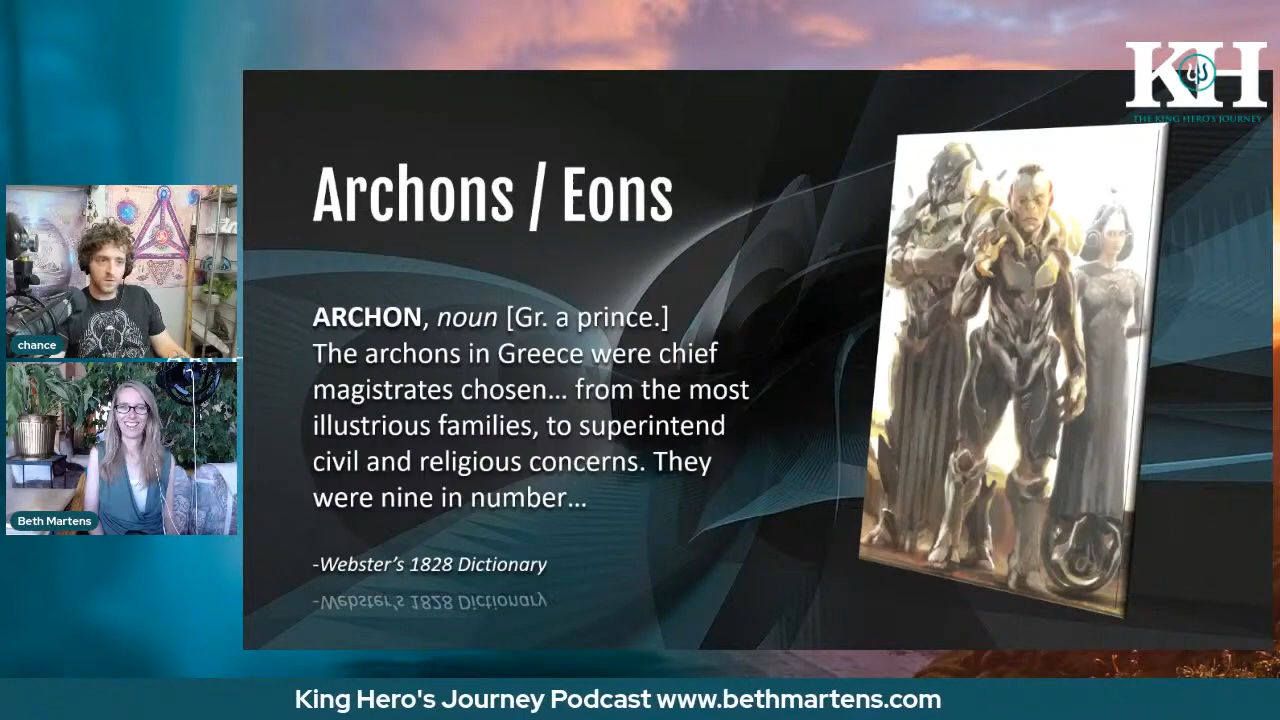 KH
THE KING HERO'S JOURNEY
Archons / Eons
ARCHON, noun [Gr. a prince.]
The archons in Greece were chief
magistrates chosen... from the most
illustrious families, to superintend
civil and religious concerns. They
were nine in number...
-Webster's 1828 Dictionary
-Webster's 1828 Dictionary
chance
Beth Martens
King Hero's Journey Podcast www.bethmartens.com